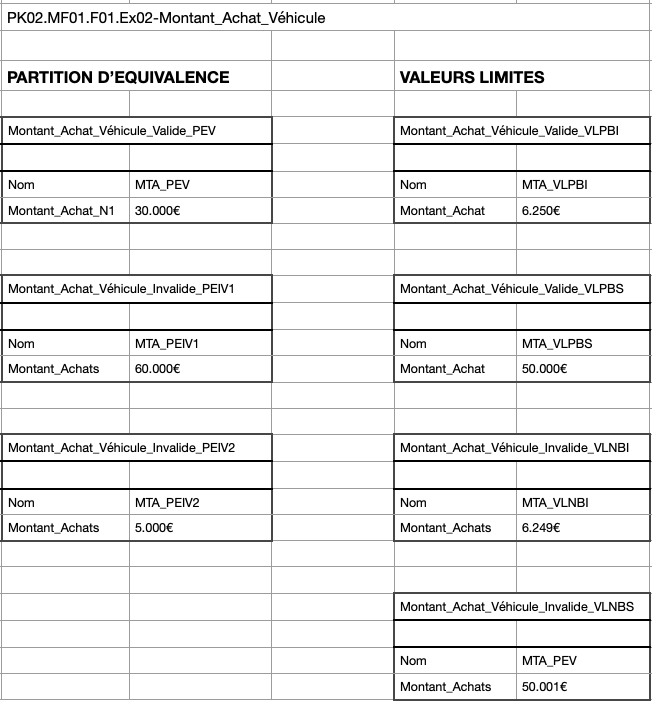 PK02.MF01.F01.Ex02-Montant_Achat_Véhicule
PARTITION D’EQUIVALENCE
VALEURS LIMITES
Montant_Achat_Véhicule_Valide_PEV
Montant_Achat_Véhicule_Valide_VLPBI
Nom MTA_PEV
Nom MTA_VLPBI
Montant_Achat_N1 30.000€
Montant_Achat 6.250€
Montant_Achat_Véhicule_Invalide_PEIV1
Montant_Achat_Véhicule_Valide_VLPBS
Nom MTA_PEIV1
Nom MTA_VLPBS
Montant_Achats 60.000€
Montant_Achat 50.000€
Montant_Achat_Véhicule_Invalide_PEIV2
Montant_Achat_Véhicule_Invalide_VLNBI
Nom MTA_PEIV2
Nom MTA_VLNBI
Montant_Achats 5.000€
Montant_Achats 6.249€
Montant_Achat_Véhicule_Invalide_VLNBS
Nom MTA_PEV
Montant_Achats 50.001€